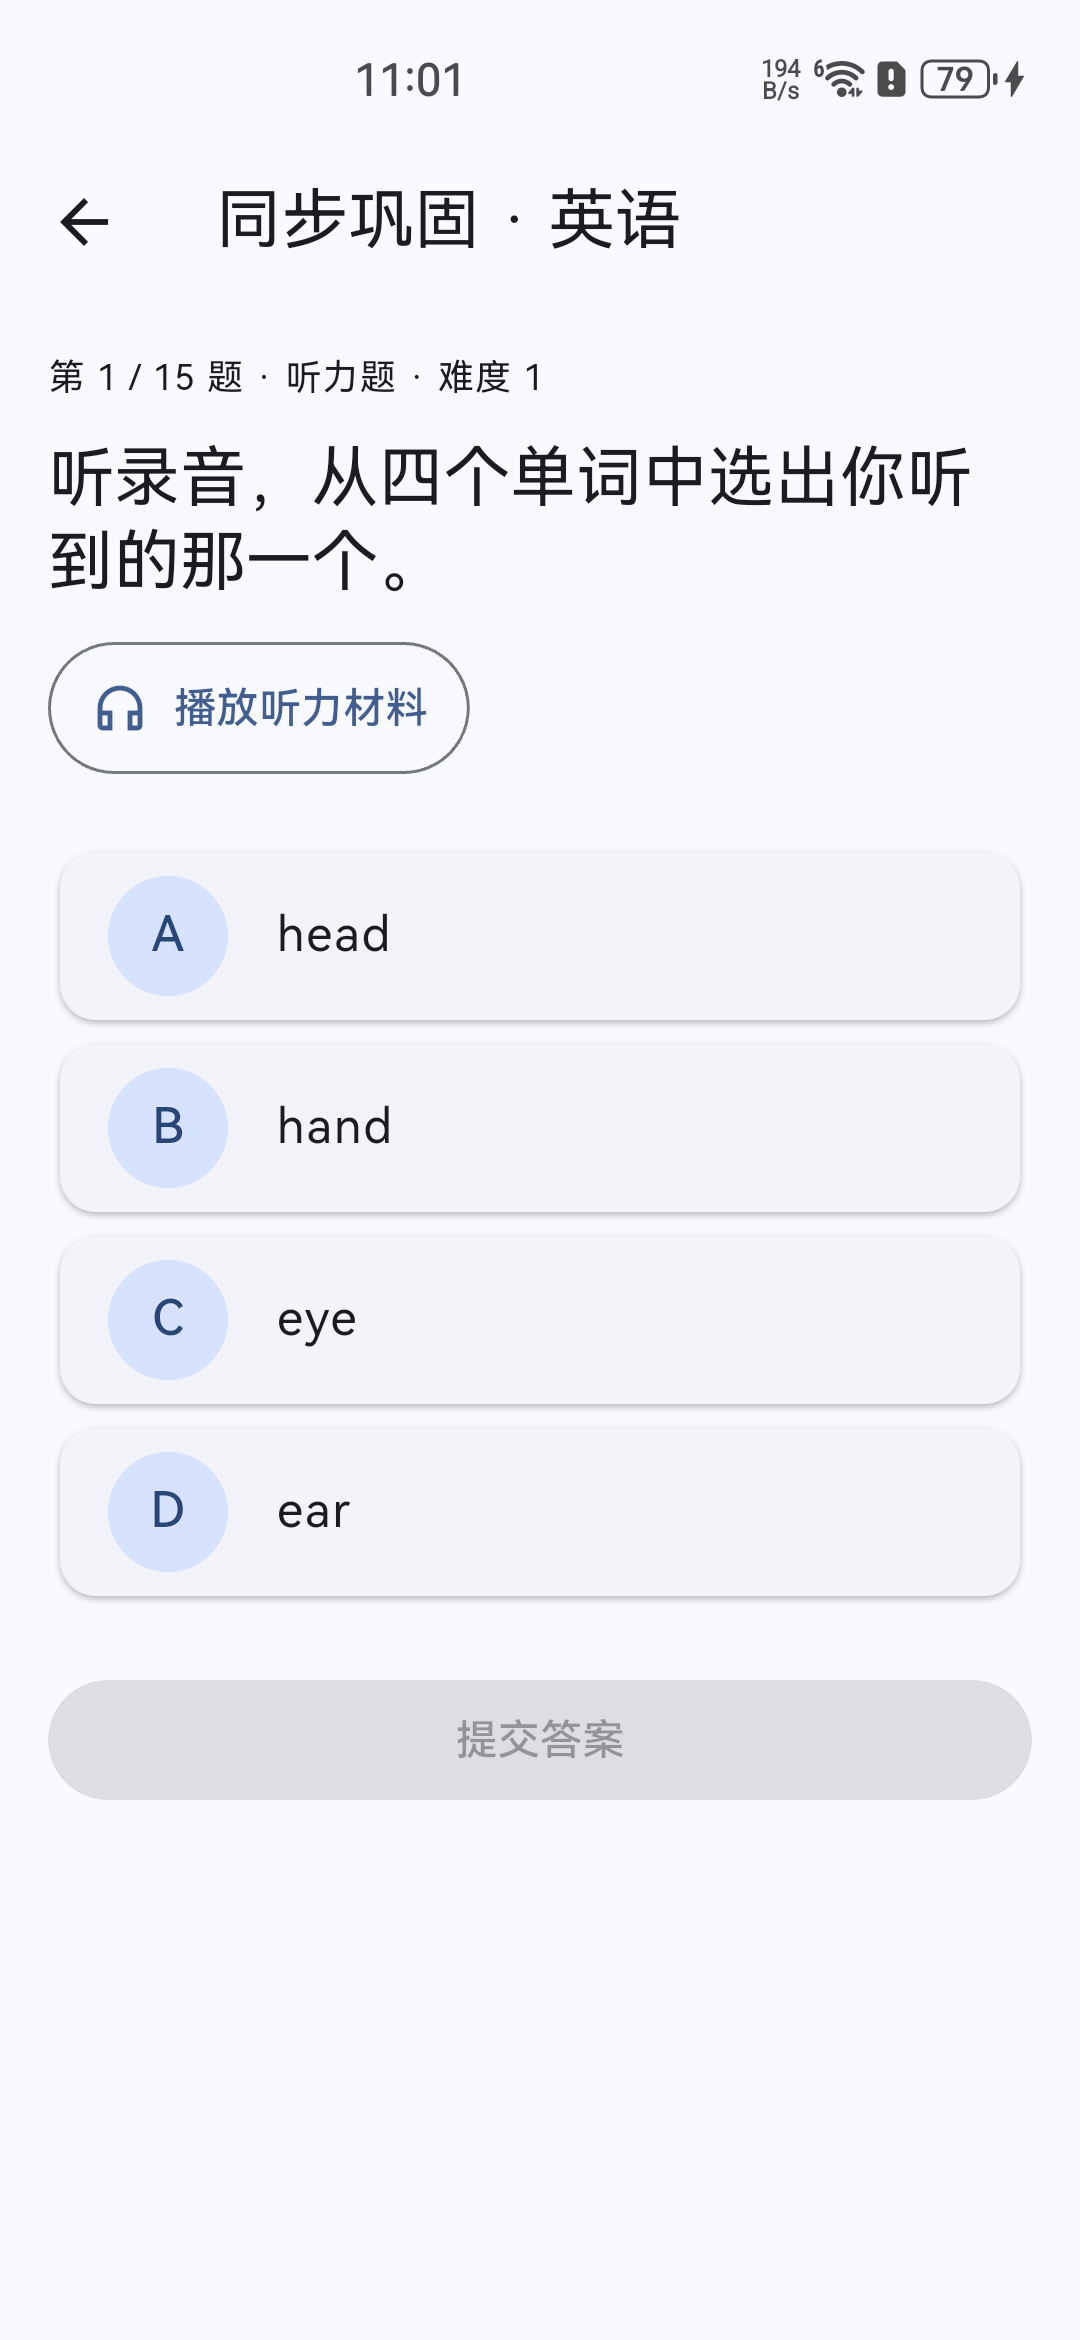 11:01
194
B/s
6
79
同步巩固 · 英语
第 1 / 15 题 · 听力题 · 难度 1
听录音，从四个单词中选出你听
到的那一个。
播放听力材料
A head
B hand
C eye
D ear
提交答案